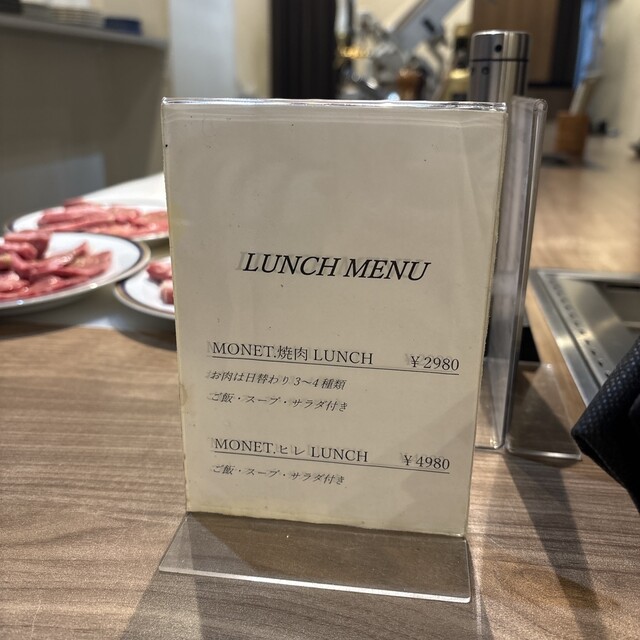 LUNCH MENU
MONET.焼肉 LUNCH ￥2980
お肉は日替わり 3～4種類
ご飯・スープ・サラダ付き
MONET.ヒレ LUNCH ￥4980
ご飯・スープ・サラダ付き